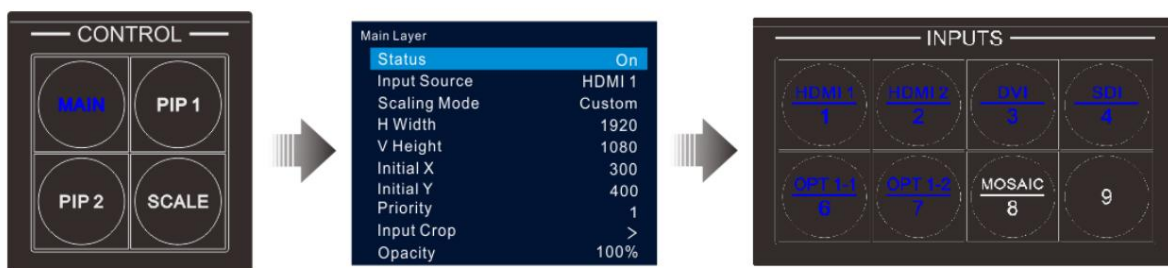 CONTROL
MAIN
PIP 1
PIP 2
SCALE
Main Layer
Status On
Input Source HDMI 1
Scaling Mode Custom
H Width 1920
V Height 1080
Initial X 300
Initial Y 400
Priority 1
Input Crop >
Opacity 100%
INPUTS
HDMI 1
1
HDMI 2
2
DVI
3
SDI
4
OPT 1-1
6
OPT 1-2
7
MOSAIC
8
9